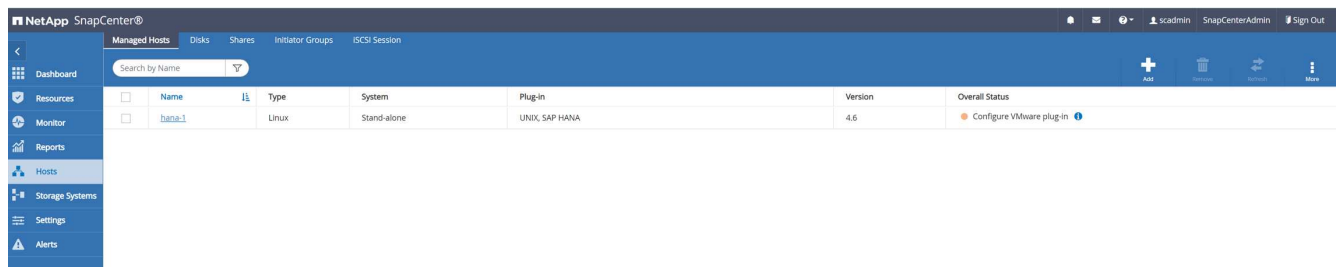 NetApp SnapCenter®
scadmin SnapCenterAdmin Sign Out
Managed Hosts Disks Shares Initiator Groups iSCSI Session
Search by Name
Add Remove Refresh More
Dashboard
Resources
Monitor
Reports
Hosts
Storage Systems
Settings
Alerts
Name Type System Plug-in Version Overall Status
hana-1 Linux Stand-alone UNIX, SAP HANA 4.6 Configure VMware plug-in